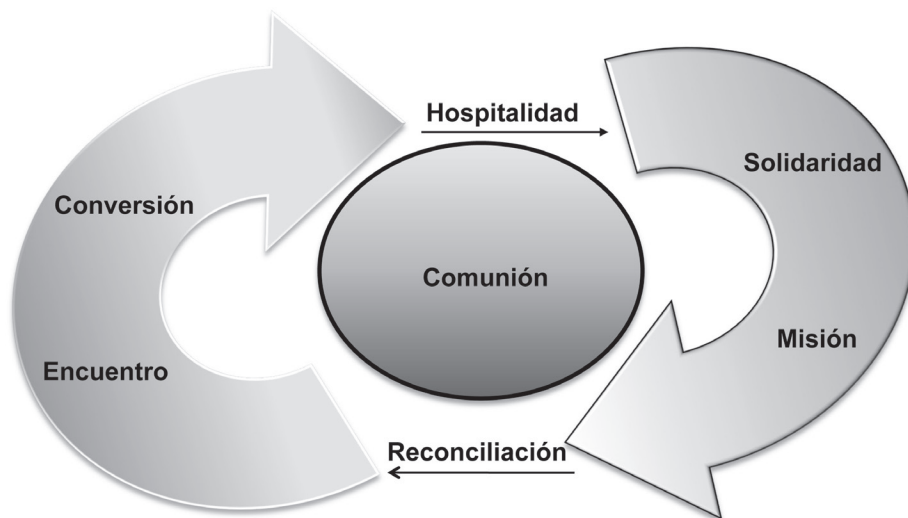 Hospitalidad
Solidaridad
Conversión
Comunión
Misión
Encuentro
Reconciliación